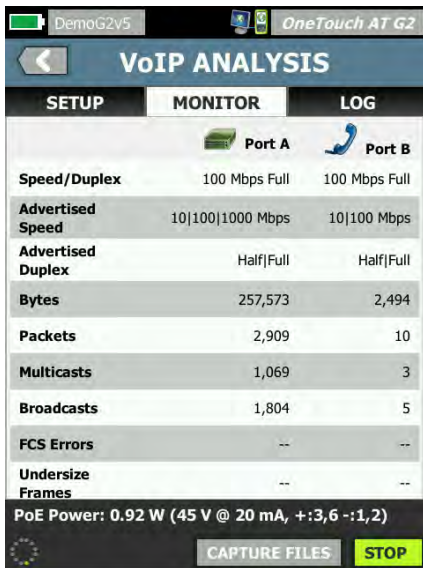 DemoG2v5 OneTouch AT G2
VoIP ANALYSIS
SETUP MONITOR LOG
Port A Port B
Speed/Duplex 100 Mbps Full 100 Mbps Full
Advertised
Speed 10|100|1000 Mbps 10|100 Mbps
Advertised
Duplex Half|Full Half|Full
Bytes 257,573 2,494
Packets 2,909 10
Multicasts 1,069 3
Broadcasts 1,804 5
FCS Errors -- --
Undersize
Frames -- --
PoE Power: 0.92 W (45 V @ 20 mA, +:3,6 -:1,2)
CAPTURE FILES STOP